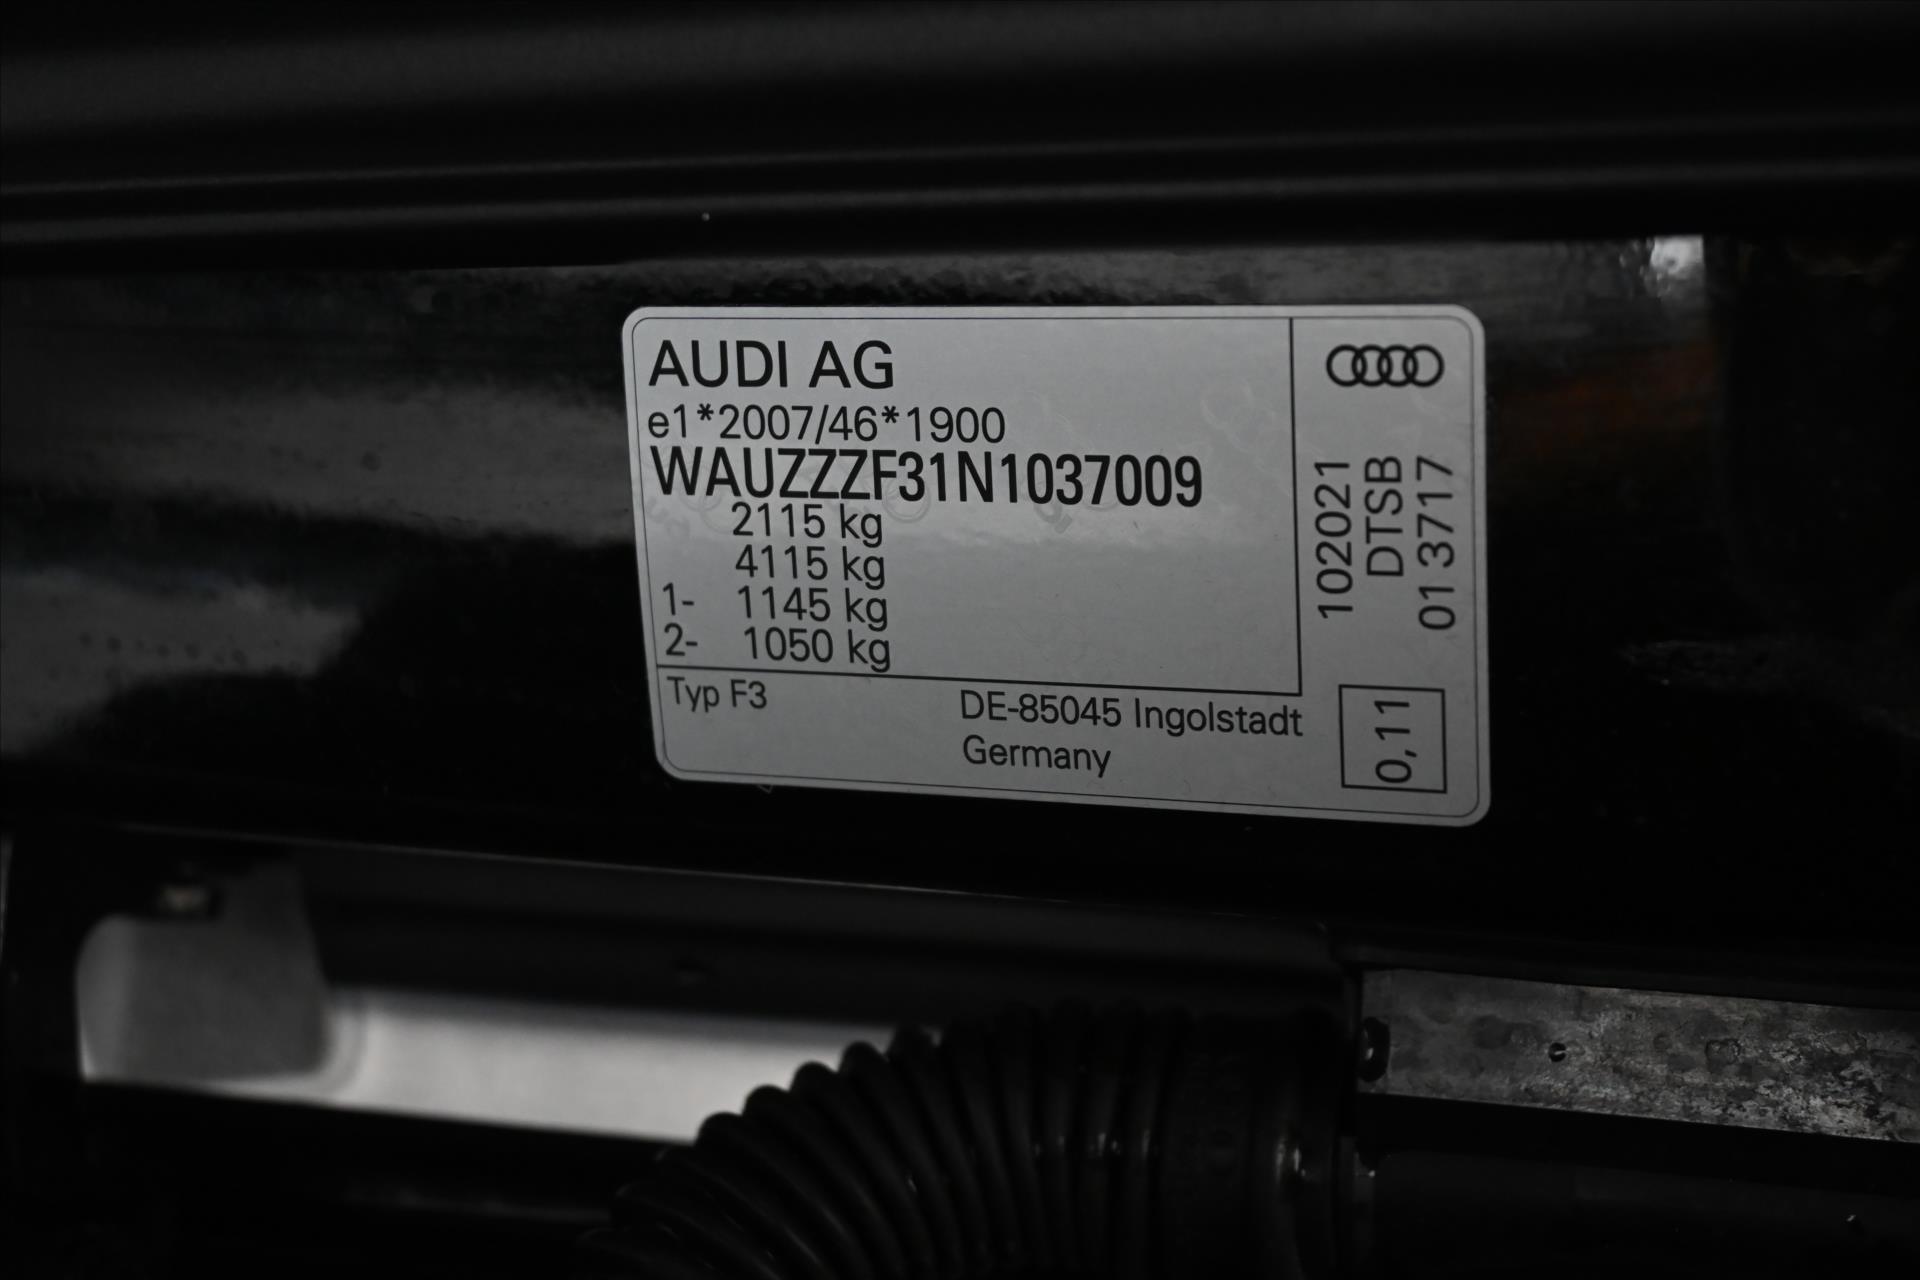 AUDI AG
e1*2007/46*1900
WAUZZZF31N1037009
2115 kg
4115 kg
1- 1145 kg
2- 1050 kg
Typ F3
DE-85045 Ingolstadt
Germany
102021
DTSB
01 3717
0,11